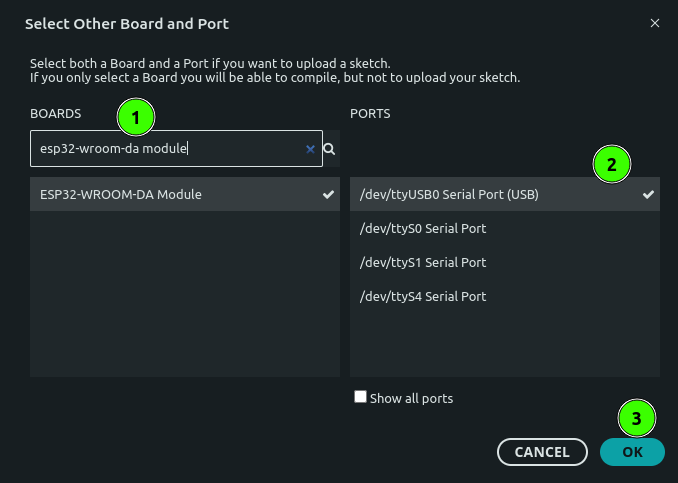 Select Other Board and Port
Select both a Board and a Port if you want to upload a sketch.
If you only select a Board you will be able to compile, but not to upload your sketch.
BOARDS
1
PORTS
esp32-wroom-da module
2
ESP32-WROOM-DA Module
/dev/ttyUSB0 Serial Port (USB)
/dev/ttyS0 Serial Port
/dev/ttyS1 Serial Port
/dev/ttyS4 Serial Port
Show all ports
3
CANCEL
OK